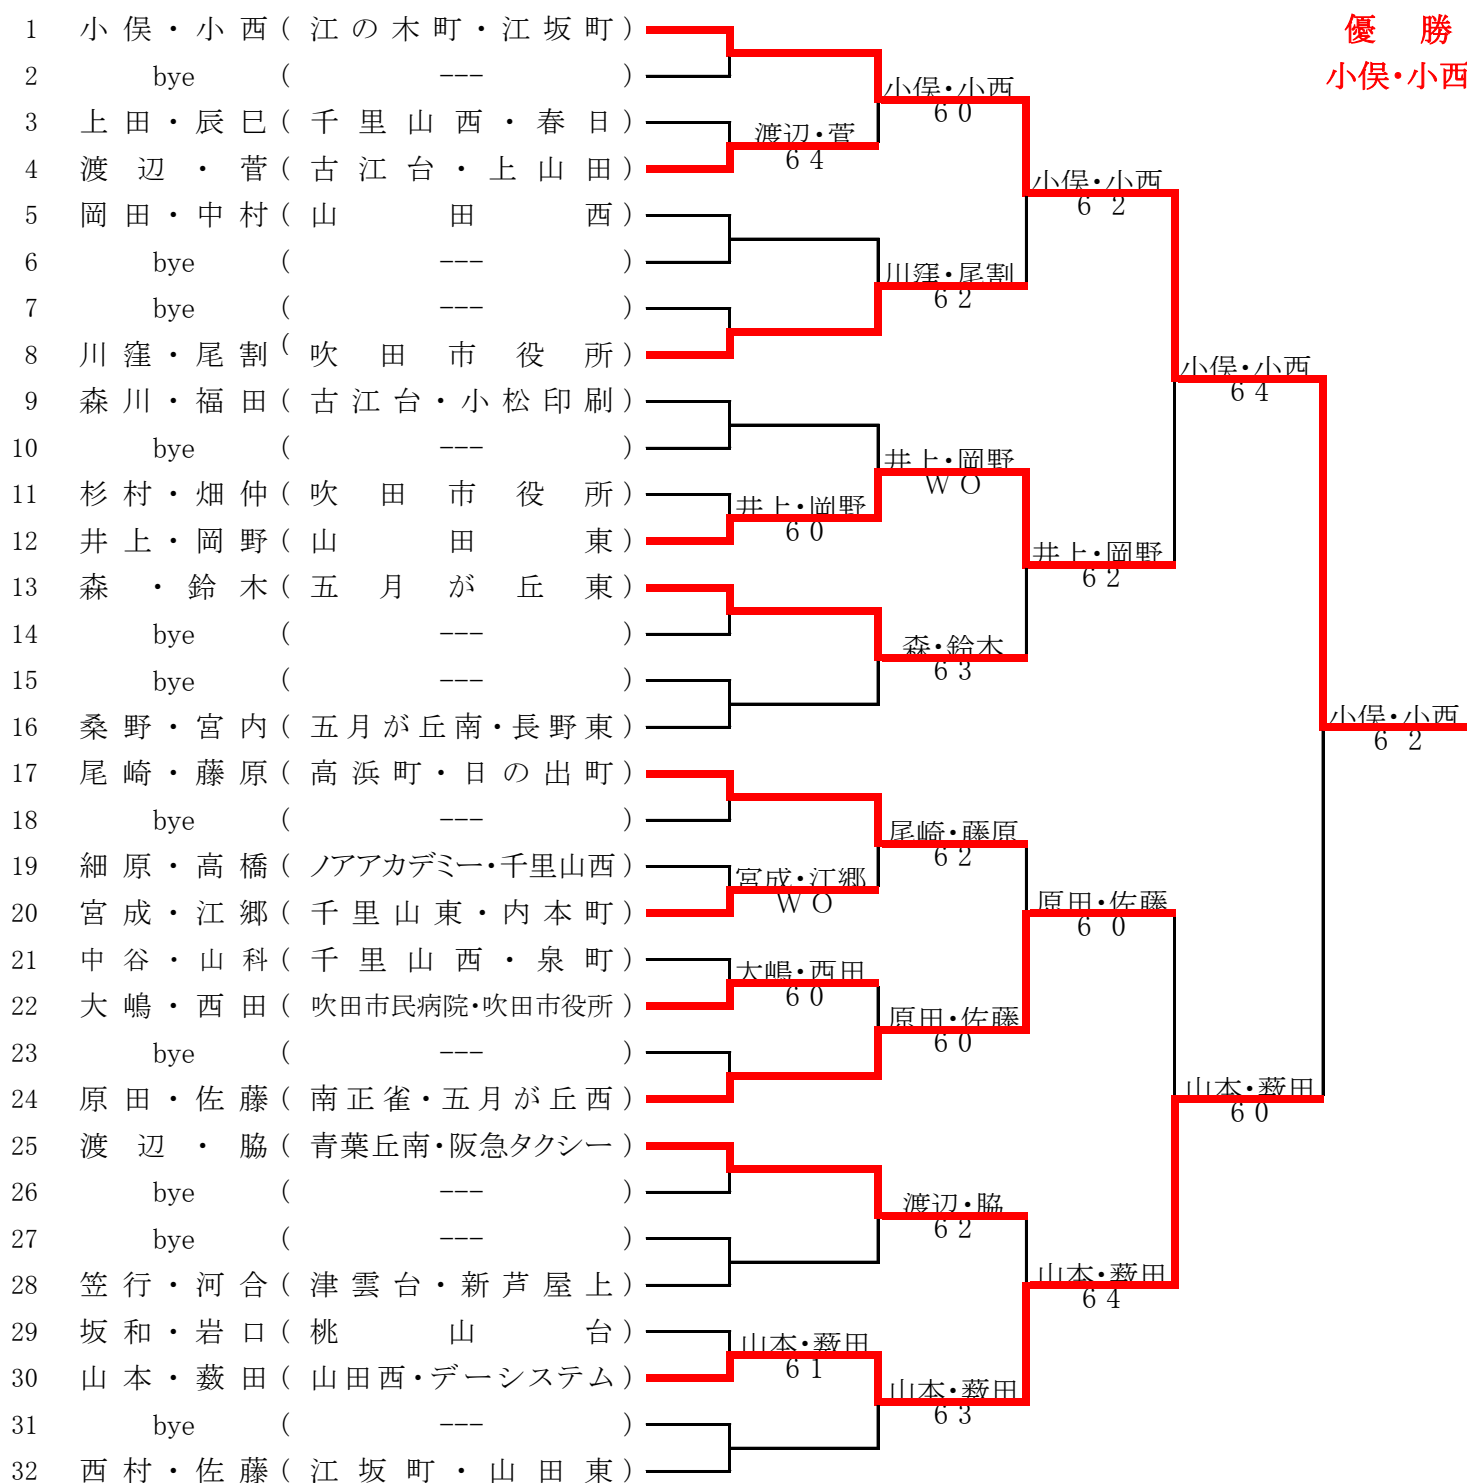 優 勝
小俣・小西
1 小俣・小西 ( 江の木町・江坂町 )
2 bye ( --- )
3 上田・辰巳 ( 千里山西・春日 )
4 渡辺・菅 ( 古江台・上山田 )
5 岡田・中村 ( 山田西 )
6 bye ( --- )
7 bye ( --- )
8 川窪・尾割 ( 吹田市役所 )
9 森川・福田 ( 古江台・小松印刷 )
10 bye ( --- )
11 杉村・畑仲 ( 吹田市役所 )
12 井上・岡野 ( 山田東 )
13 森・鈴木 ( 五月が丘東 )
14 bye ( --- )
15 bye ( --- )
16 桑野・宮内 ( 五月が丘南・長野東 )
17 尾崎・藤原 ( 高浜町・日の出町 )
18 bye ( --- )
19 細原・高橋 ( ノアアカデミー・千里山西 )
20 宮成・江郷 ( 千里山東・内本町 )
21 中谷・山科 ( 千里山西・泉町 )
22 大嶋・西田 ( 吹田市民病院・吹田市役所 )
23 bye ( --- )
24 原田・佐藤 ( 南正雀・五月が丘西 )
25 渡辺・脇 ( 青葉丘南・阪急タクシー )
26 bye ( --- )
27 bye ( --- )
28 笠行・河合 ( 津雲台・新芦屋上 )
29 坂和・岩口 ( 桃山台 )
30 山本・薮田 ( 山田西・デーシステム )
31 bye ( --- )
32 西村・佐藤 ( 江坂町・山田東 )
渡辺・菅
6 4
井上・岡野
6 0
宮成・江郷
W O
大嶋・西田
6 0
山本・薮田
6 1
小俣・小西
6 0
川窪・尾割
6 2
井上・岡野
W O
森・鈴木
6 3
尾崎・藤原
6 2
原田・佐藤
6 0
渡辺・脇
6 2
山本・薮田
6 3
小俣・小西
6 2
井上・岡野
6 2
原田・佐藤
6 0
山本・薮田
6 4
小俣・小西
6 4
山本・薮田
6 0
小俣・小西
6 2